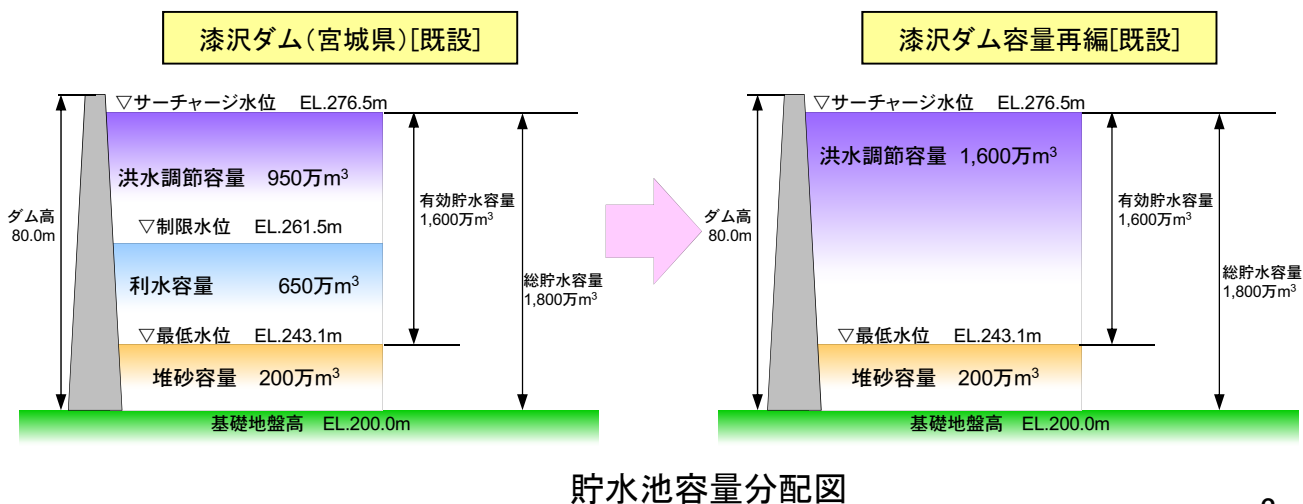 漆沢ダム(宮城県)[既設]
▽サーチャージ水位 EL.276.5m
洪水調節容量 950万m³
▽制限水位 EL.261.5m
利水容量 650万m³
▽最低水位 EL.243.1m
堆砂容量 200万m³
基礎地盤高 EL.200.0m
ダム高
80.0m
有効貯水容量
1,600万m³
総貯水容量
1,800万m³
漆沢ダム容量再編[既設]
▽サーチャージ水位 EL.276.5m
洪水調節容量 1,600万m³
▽最低水位 EL.243.1m
堆砂容量 200万m³
基礎地盤高 EL.200.0m
ダム高
80.0m
有効貯水容量
1,600万m³
総貯水容量
1,800万m³
貯水池容量分配図